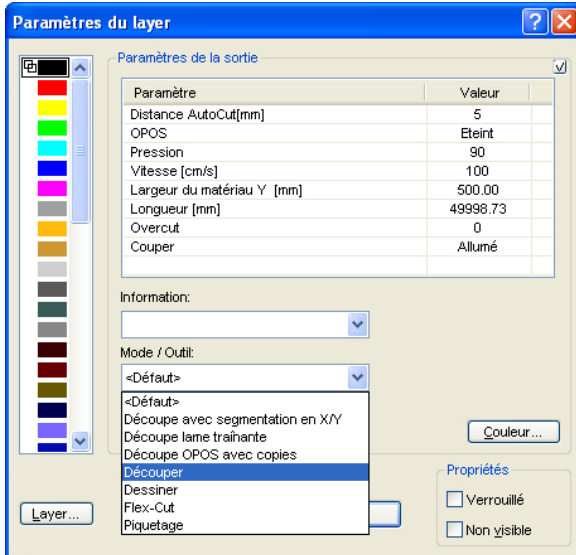 Paramètres du layer
Paramètres de la sortie
Paramètre Valeur
Distance AutoCut[mm] 5
OPOS Eteint
Pression 90
Vitesse [cm/s] 100
Largeur du matériau Y [mm] 500.00
Longueur [mm] 49998.73
Overcut 0
Couper Allumé
Information:
Mode / Outil:
<Défaut>
<Défaut>
Découpe avec segmentation en X/Y
Découpe lame traînante
Découpe OPOS avec copies
Découper
Dessiner
Flex-Cut
Piquetage
Couleur...
Propriétés
Verrouillé
Non visible
Layer...